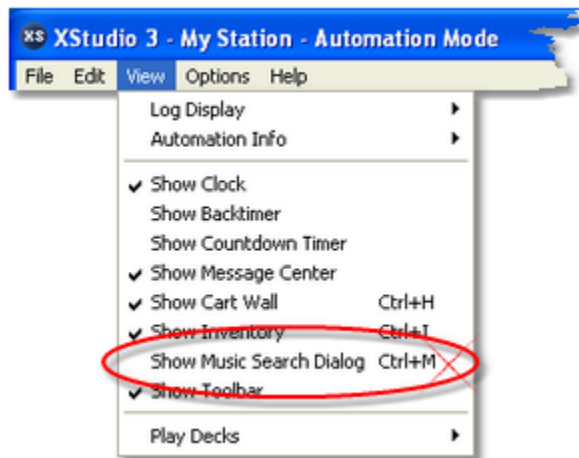 XS XStudio 3 - My Station - Automation Mode
File Edit View Options Help
Log Display
Automation Info
Show Clock
Show Backtimer
Show Countdown Timer
Show Message Center
Show Cart Wall Ctrl+H
Show Inventory Ctrl+I
Show Music Search Dialog Ctrl+M
Show Toolbar
Play Decks